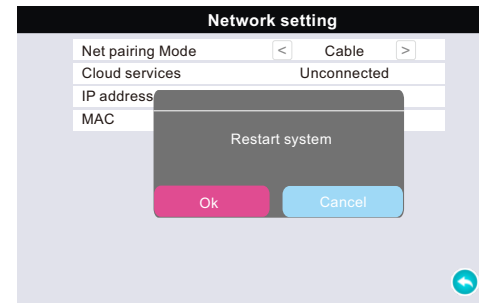 Network setting
Net pairing Mode < Cable >
Cloud services Unconnected
IP address
MAC
Restart system
Ok Cancel